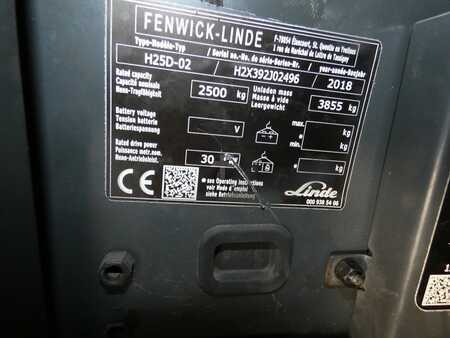 FENWICK-LINDE
F-78854 Elancourt, St. Quentin en Yvelines
1 rue du Maréchal de Lattre de Tassigny
Type-Modèle-Typ / Serial no.-No. de série-Serien-Nr. / year-année-Baujahr
H25D-02 H2X392J02496 2018
Rated capacity
Capacité nominale
Nenn-Tragfähigkeit
2500 kg
Unladen mass
Masse à vide
Leergewicht
3855 kg
Battery voltage
Tension batterie
Batteriespannung
V
max. kg
* min. * kg
Rated drive power
Puissance motr.nom.
Nenn-Antriebsleist.
30
CE
* see Operating instructions
voir Mode d'emploi
siehe Betriebsanleitung
Linde
000 939 54 06
1